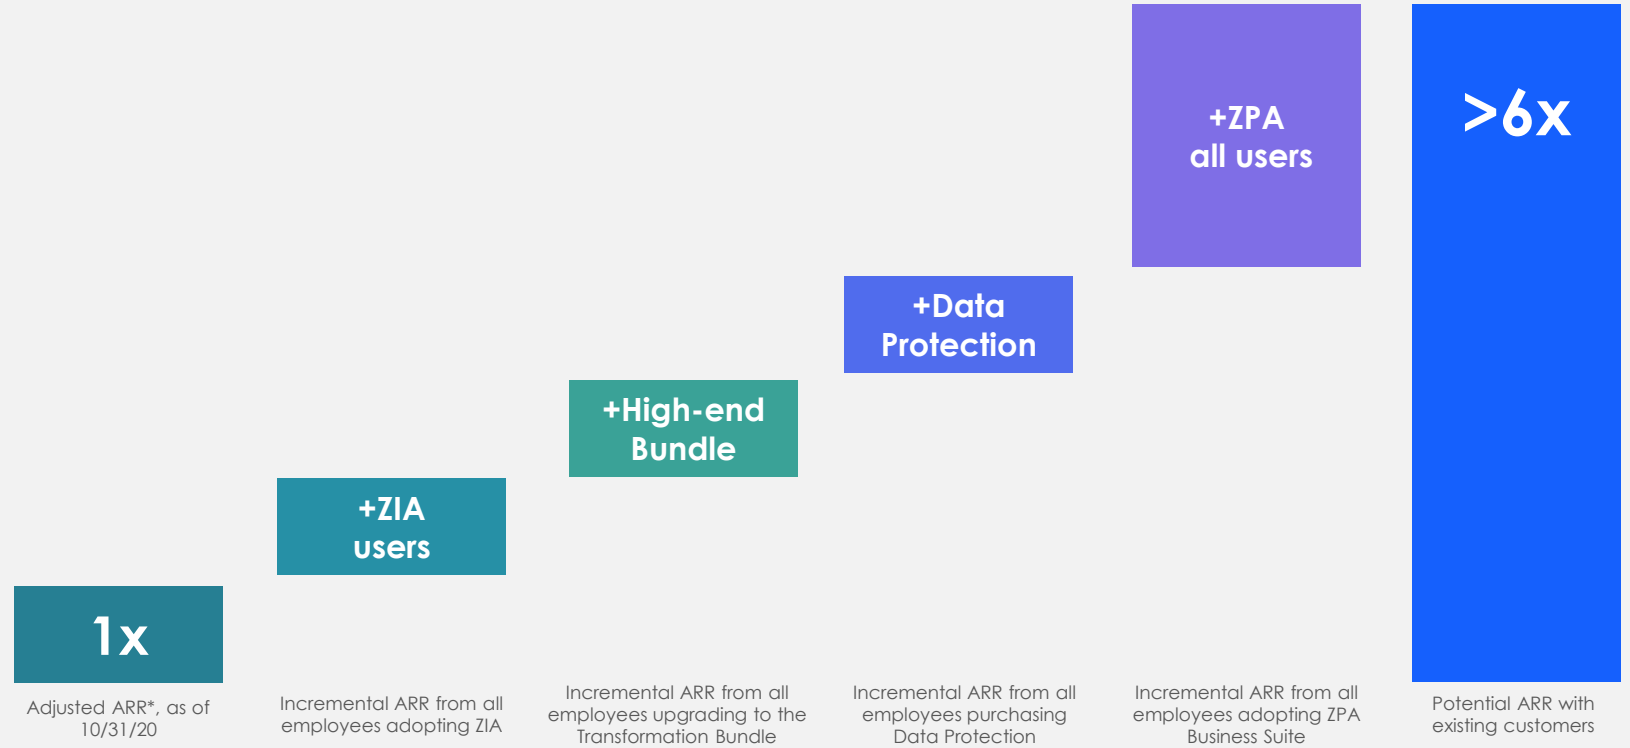 1x
Adjusted ARR*, as of
10/31/20
+ZIA
users
Incremental ARR from all
employees adopting ZIA
+High-end
Bundle
Incremental ARR from all
employees upgrading to the
Transformation Bundle
+Data
Protection
Incremental ARR from all
employees purchasing
Data Protection
+ZPA
all users
Incremental ARR from all
employees adopting ZPA
Business Suite
>6x
Potential ARR with
existing customers